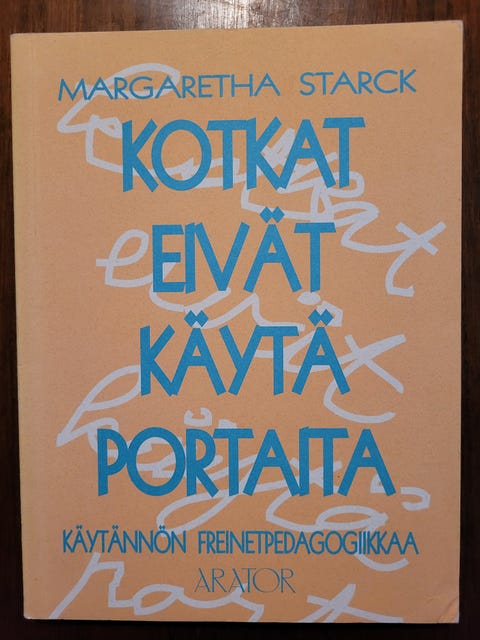 MARGARETHA STARCK
KOTKAT
EIVÄT
KÄYTÄ
PORTAITA
KÄYTÄNNÖN FREINETPEDAGOGIIKKAA
ARATOR